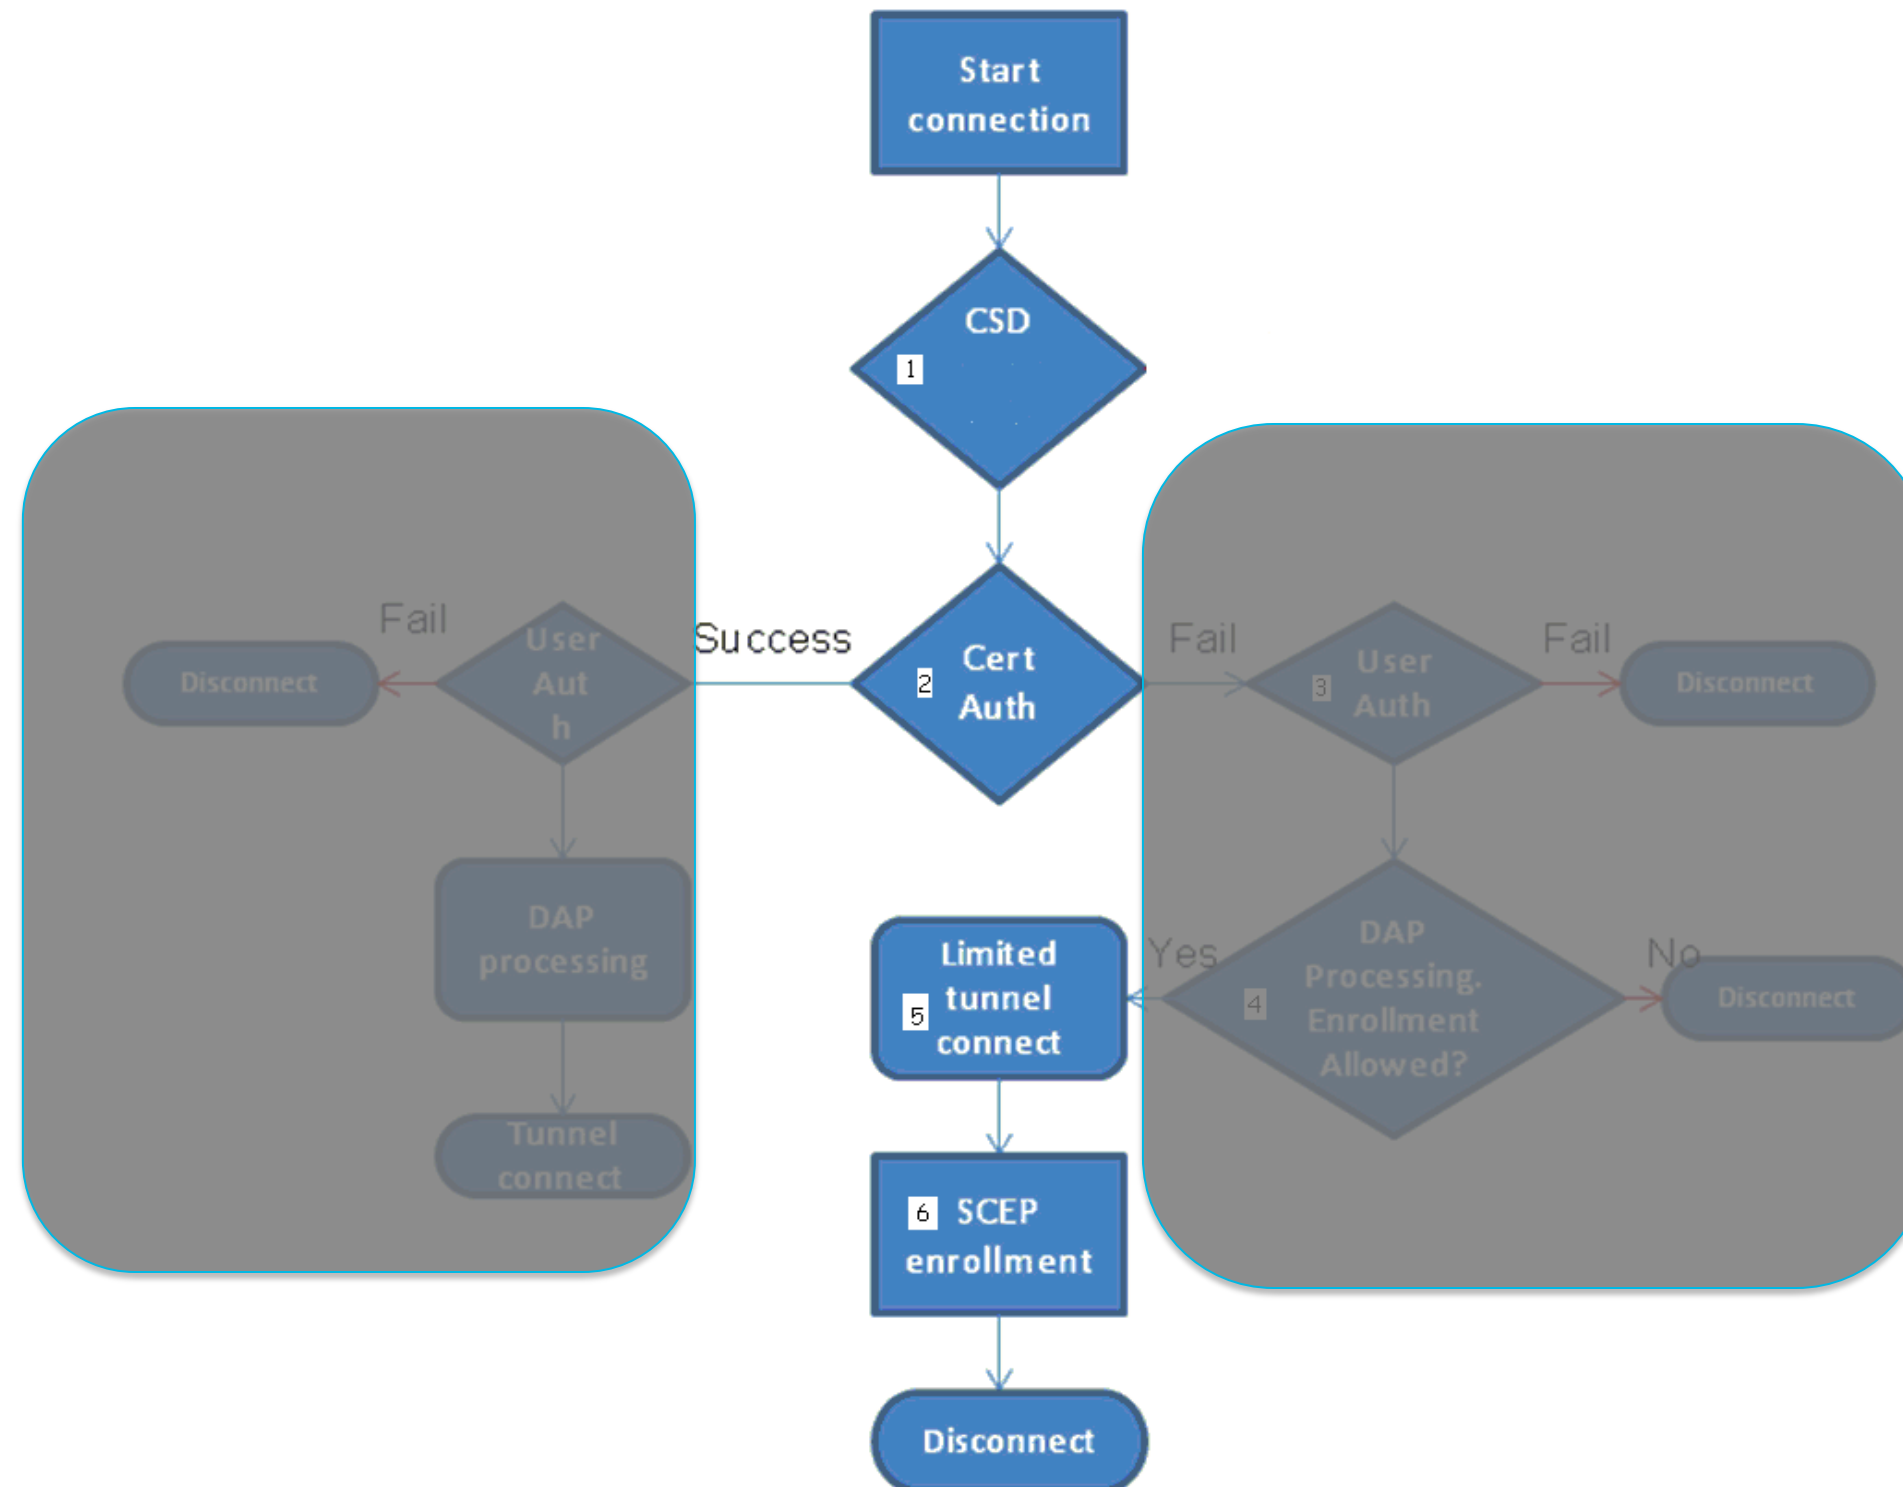 Start
connection
CSD
1
Success
2
Cert
Auth
Fail
User
Aut
h
Disconnect
DAP
processing
Tunnel
connect
Fail
3
User
Auth
Fail
Disconnect
4
DAP
Processing.
Enrollment
Allowed?
No
Disconnect
Yes
5
Limited
tunnel
connect
6 SCEP
enrollment
Disconnect